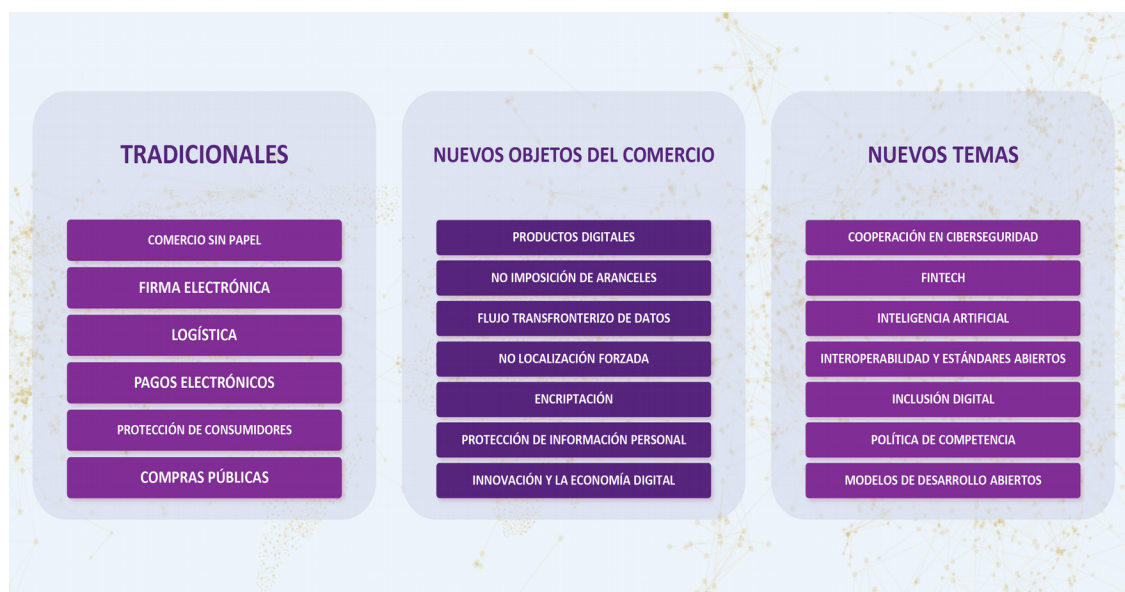 TRADICIONALES
COMERCIO SIN PAPEL
FIRMA ELECTRÓNICA
LOGÍSTICA
PAGOS ELECTRÓNICOS
PROTECCIÓN DE CONSUMIDORES
COMPRAS PÚBLICAS
NUEVOS OBJETOS DEL COMERCIO
PRODUCTOS DIGITALES
NO IMPOSICIÓN DE ARANCELES
FLUJO TRANSFRONTERIZO DE DATOS
NO LOCALIZACIÓN FORZADA
ENCRIPTACIÓN
PROTECCIÓN DE INFORMACIÓN PERSONAL
INNOVACIÓN Y LA ECONOMÍA DIGITAL
NUEVOS TEMAS
COOPERACIÓN EN CIBERSEGURIDAD
FINTECH
INTELIGENCIA ARTIFICIAL
INTEROPERABILIDAD Y ESTÁNDARES ABIERTOS
INCLUSIÓN DIGITAL
POLÍTICA DE COMPETENCIA
MODELOS DE DESARROLLO ABIERTOS